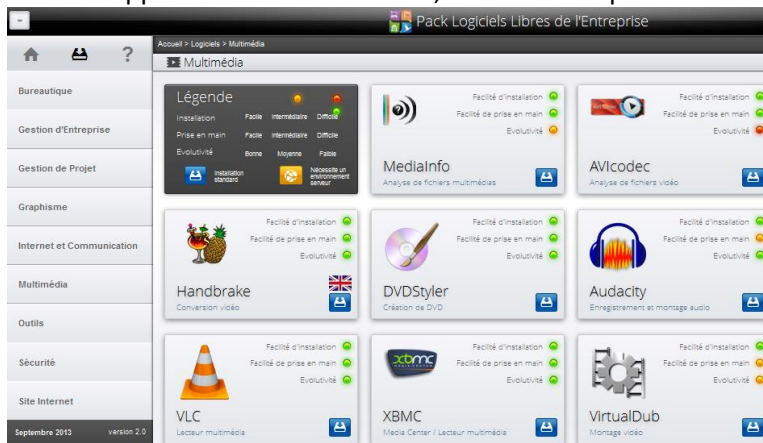 Pack Logiciels Libres de l'Entreprise
Accueil > Logiciels > Multimédia
Multimédia
Bureautique
Gestion d'Entreprise
Gestion de Projet
Graphisme
Internet et Communication
Multimédia
Outils
Sécurité
Site Internet
Septembre 2013 version 2.0
Légende
Installation Facile Intermédiaire Difficile
Prise en main Facile Intermédiaire Difficile
Evolutivité Bonne Moyenne Faible
Installation standard
Nécessite un environnement serveur
Facilité d'installation
Facilité de prise en main
Evolutivité
MediaInfo
Analyse de fichiers multimédias
Facilité d'installation
Facilité de prise en main
Evolutivité
AVIcodec
Analyse de fichiers vidéo
Facilité d'installation
Facilité de prise en main
Evolutivité
Handbrake
Conversion vidéo
Facilité d'installation
Facilité de prise en main
Evolutivité
DVDStyler
Création de DVD
Facilité d'installation
Facilité de prise en main
Evolutivité
Audacity
Enregistrement et montage audio
Facilité d'installation
Facilité de prise en main
Evolutivité
VLC
Lecteur multimédia
xbmc
Facilité d'installation
Facilité de prise en main
Evolutivité
XBMC
Media Center / Lecteur multimédia
Facilité d'installation
Facilité de prise en main
Evolutivité
VirtualDub
Montage vidéo